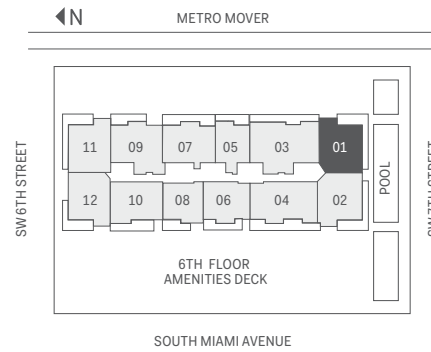 N
METRO MOVER
SW 6TH STREET
11 09 07 05 03 01
12 10 08 06 04 02
POOL
6TH FLOOR
AMENITIES DECK
SOUTH MIAMI AVENUE